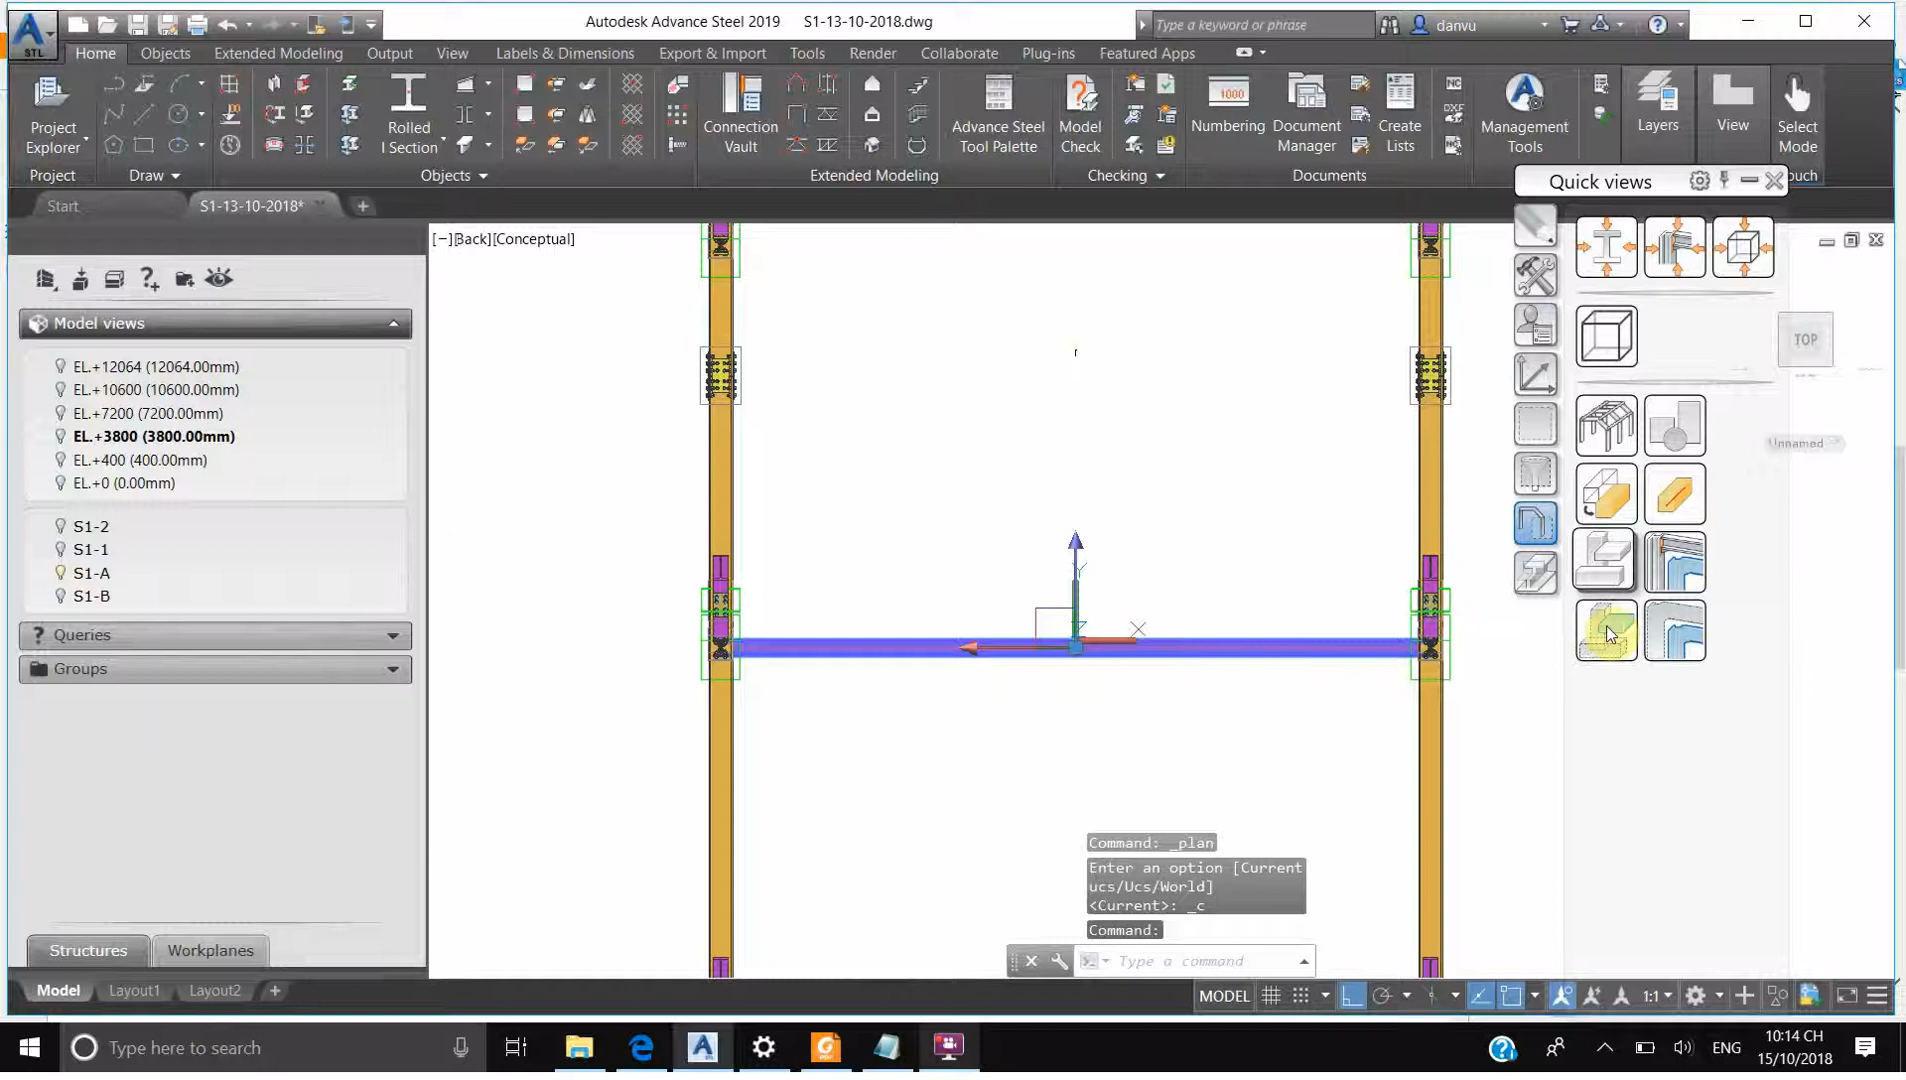 Autodesk Advance Steel 2019 S1-13-10-2018.dwg
Type a keyword or phrase
danvu
STL
Home Objects Extended Modeling Output View Labels & Dimensions Export & Import Tools Render Collaborate Plug-ins Featured Apps
Project
Explorer
Rolled
I Section
Connection
Vault
Advance Steel
Tool Palette
Model
Check
1000
Numbering
Document
Manager
Create
Lists
NC
DXF
NC
Management
Tools
Layers
View
Select
Mode
Project Draw Objects Extended Modeling Checking Documents ouch
Quick views
Start S1-13-10-2018*
[−][Back][Conceptual]
TOP
Unnamed
Model views
EL.+12064 (12064.00mm)
EL.+10600 (10600.00mm)
EL.+7200 (7200.00mm)
EL.+3800 (3800.00mm)
EL.+400 (400.00mm)
EL.+0 (0.00mm)
S1-2
S1-1
S1-A
S1-B
? Queries
Groups
Y
Z
X
Command: _plan
Enter an option [Current
ucs/Ucs/World]
<Current>: _c
Command:
Type a command
Structures Workplanes
Model Layout1 Layout2
MODEL 1:1
Type here to search
ENG
10:14 CH
15/10/2018